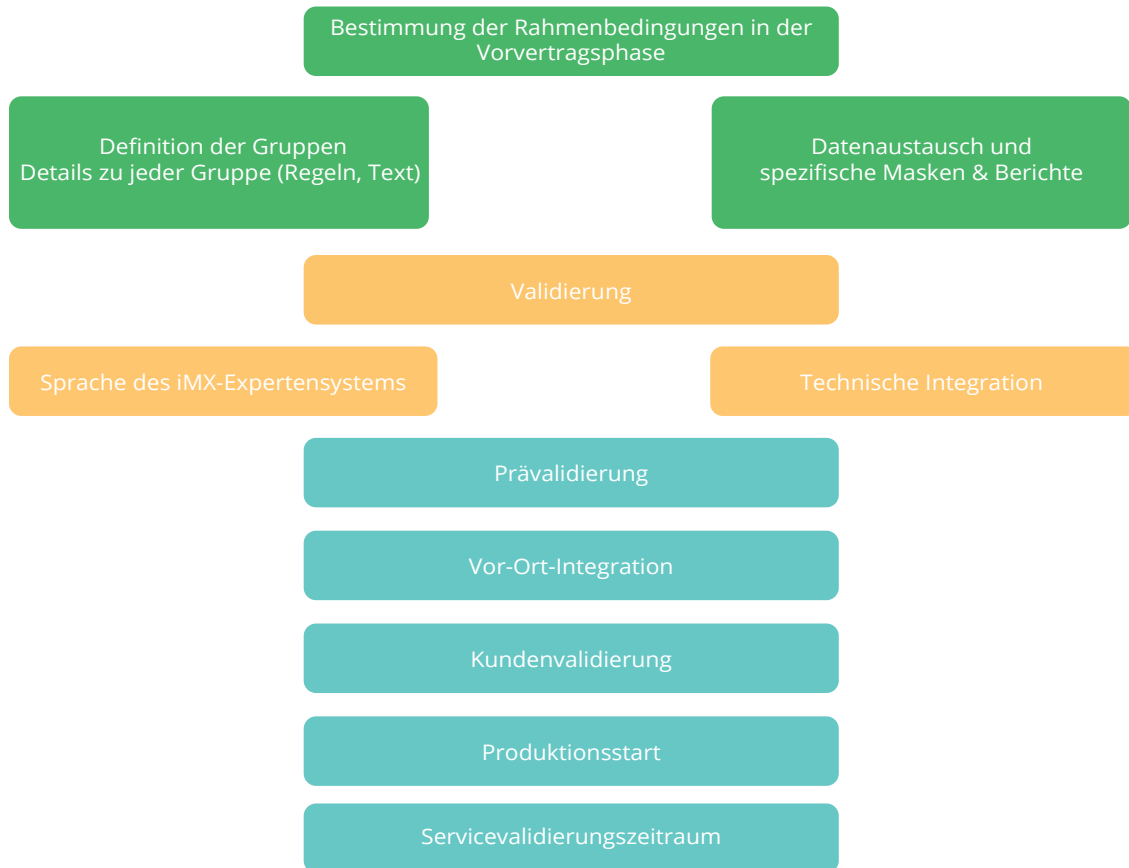 Bestimmung der Rahmenbedingungen in der
Vorvertragsphase
Definition der Gruppen
Details zu jeder Gruppe (Regeln, Text)
Datenaustausch und
spezifische Masken & Berichte
Validierung
Sprache des iMX-Expertensystems
Technische Integration
Prävalidierung
Vor-Ort-Integration
Kundenvalidierung
Produktionsstart
Servicevalidierungszeitraum